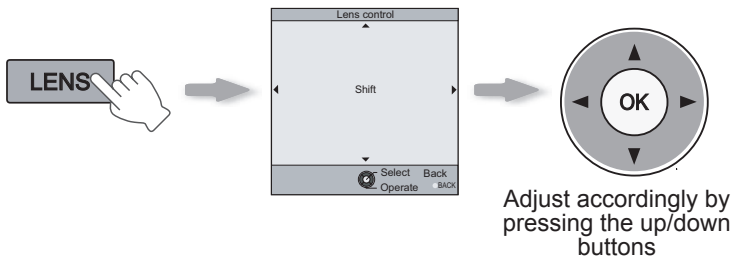 LENS
Lens control
Shift
Select Back
Operate BACK
OK
Adjust accordingly by
pressing the up/down
buttons